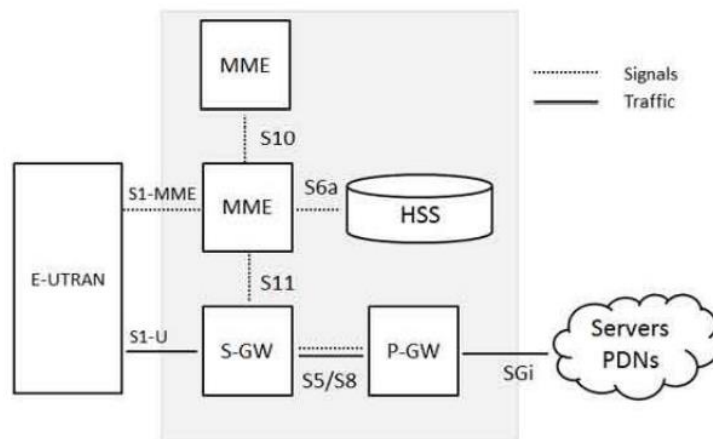 MME
Signals
Traffic
S10
S1-MME
MME
S6a
HSS
E-UTRAN
S11
S1-U
S-GW
S5/S8
P-GW
SGi
Servers
PDNs